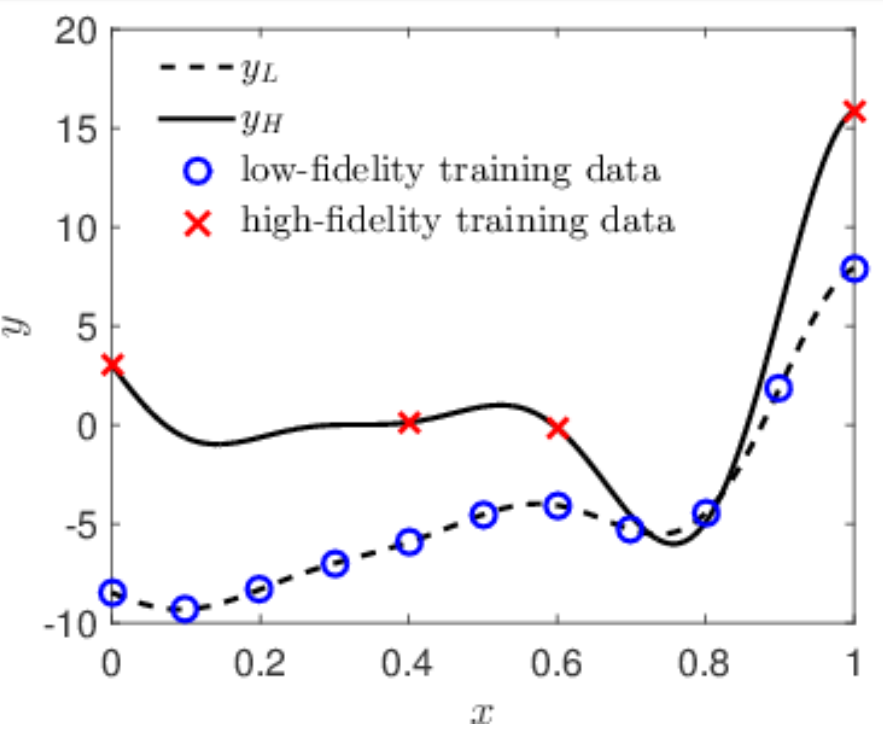 20
15
10
5
0
-5
-10
y
y_L
y_H
low-fidelity training data
high-fidelity training data
0 0.2 0.4 0.6 0.8 1
x